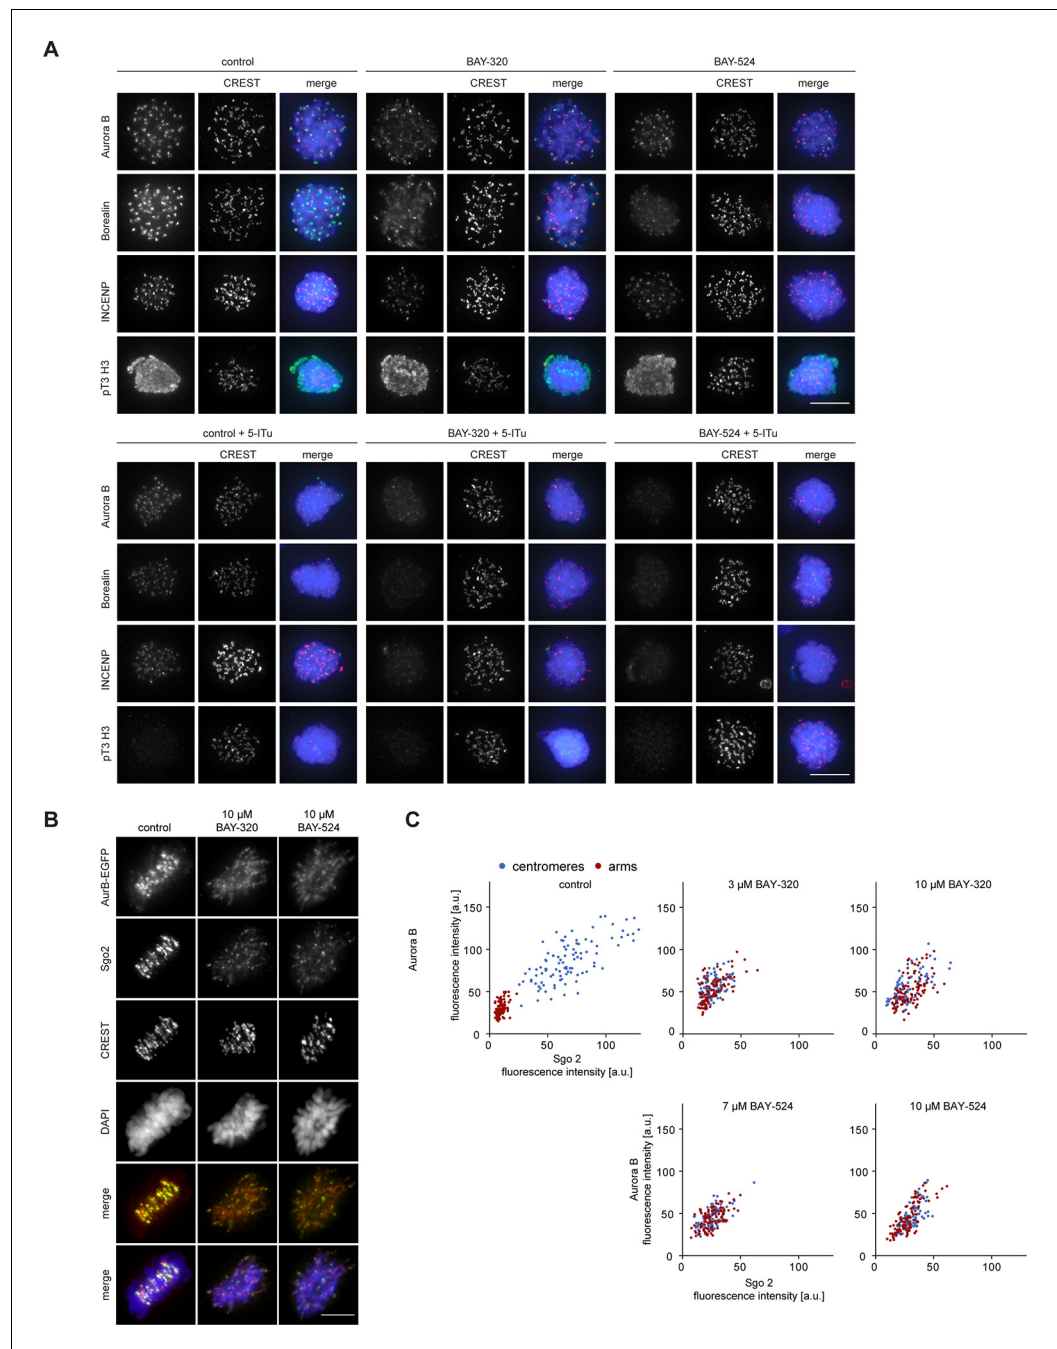 A
control
BAY-320
BAY-524
CREST merge CREST merge CREST merge
Aurora B
Borealin
INCENP
pT3 H3
control + 5-ITu
BAY-320 + 5-ITu
BAY-524 + 5-ITu
CREST merge CREST merge CREST merge
Aurora B
Borealin
INCENP
pT3 H3
B
control
10 µM
BAY-320
10 µM
BAY-524
AurB-EGFP
Sgo2
CREST
DAPI
merge
merge
C
centromeres arms
control
150
100
50
0
0 50 100
Aurora B
fluorescence intensity [a.u.]
Sgo 2
fluorescence intensity [a.u.]
3 µM BAY-320
150
100
50
0
0 50 100
10 µM BAY-320
150
100
50
0
0 50 100
7 µM BAY-524
150
100
50
0
0 50 100
Aurora B
fluorescence intensity [a.u.]
Sgo 2
fluorescence intensity [a.u.]
10 µM BAY-524
150
100
50
0
0 50 100